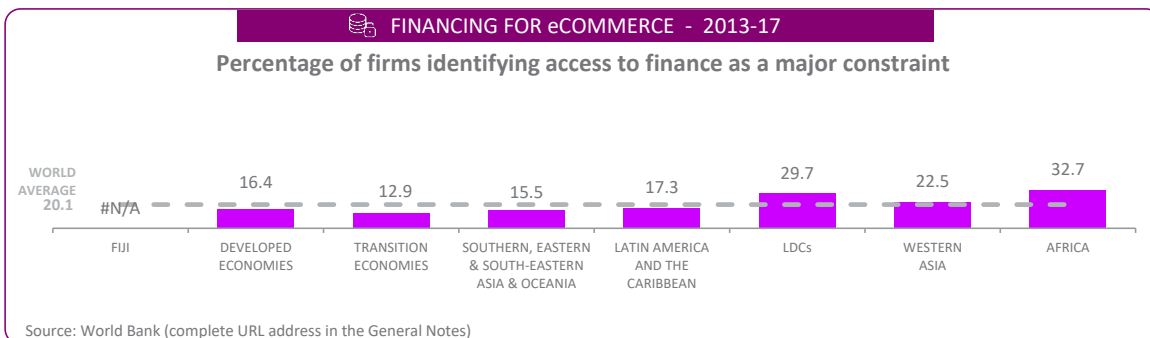 FINANCING FOR eCOMMERCE - 2013-17
Percentage of firms identifying access to finance as a major constraint
WORLD
AVERAGE
20.1
#N/A
16.4
12.9
15.5
17.3
29.7
22.5
32.7
FIJI
DEVELOPED
ECONOMIES
TRANSITION
ECONOMIES
SOUTHERN, EASTERN
& SOUTH-EASTERN
ASIA & OCEANIA
LATIN AMERICA
AND THE
CARIBBEAN
LDCs
WESTERN
ASIA
AFRICA
Source: World Bank (complete URL address in the General Notes)